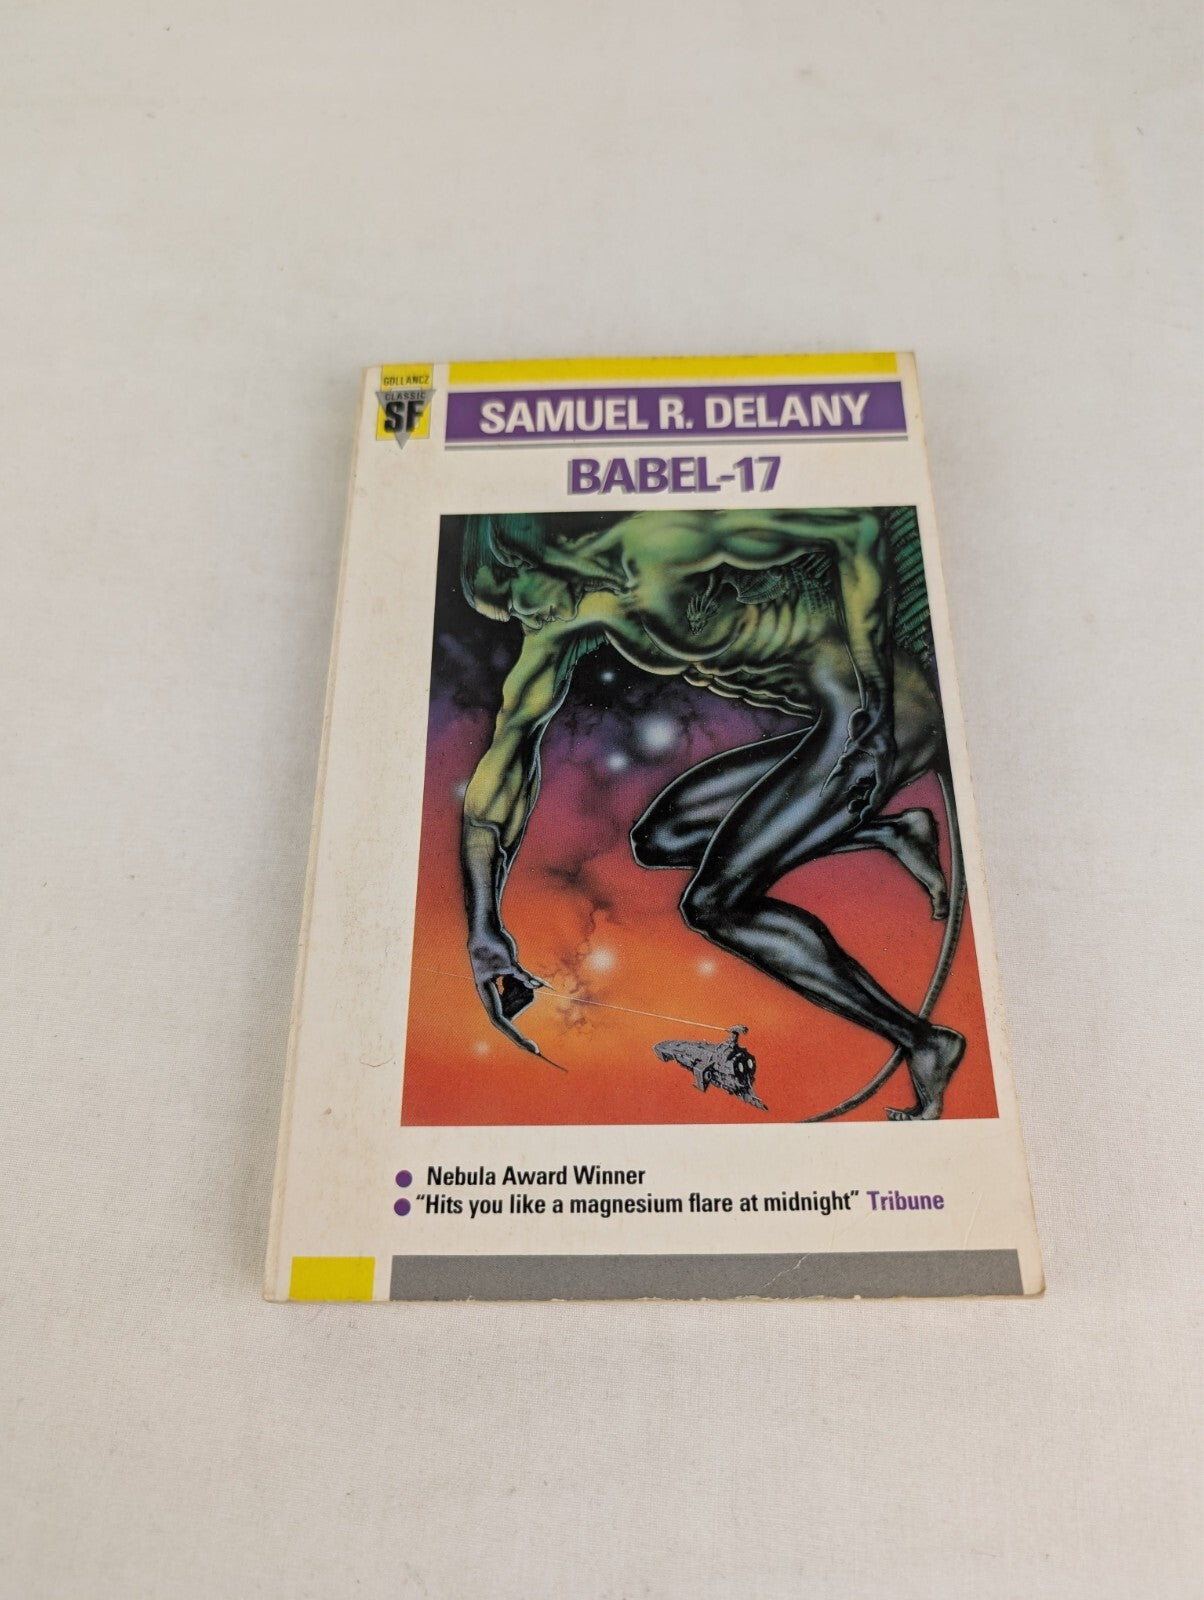 GOLLANCZ
CLASSIC
SF
SAMUEL R. DELANY
BABEL-17
Nebula Award Winner
"Hits you like a magnesium flare at midnight" Tribune